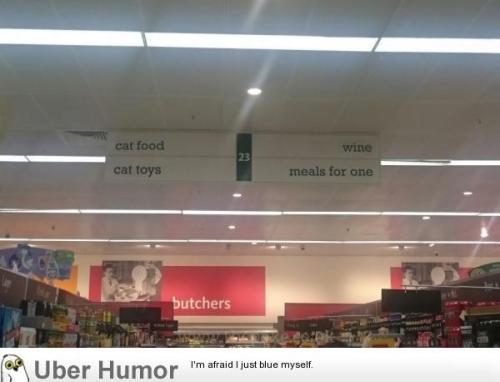 cat food
23
wine
cat toys
meals for one
butchers
Uber Humor
I'm afraid I just blue myself.